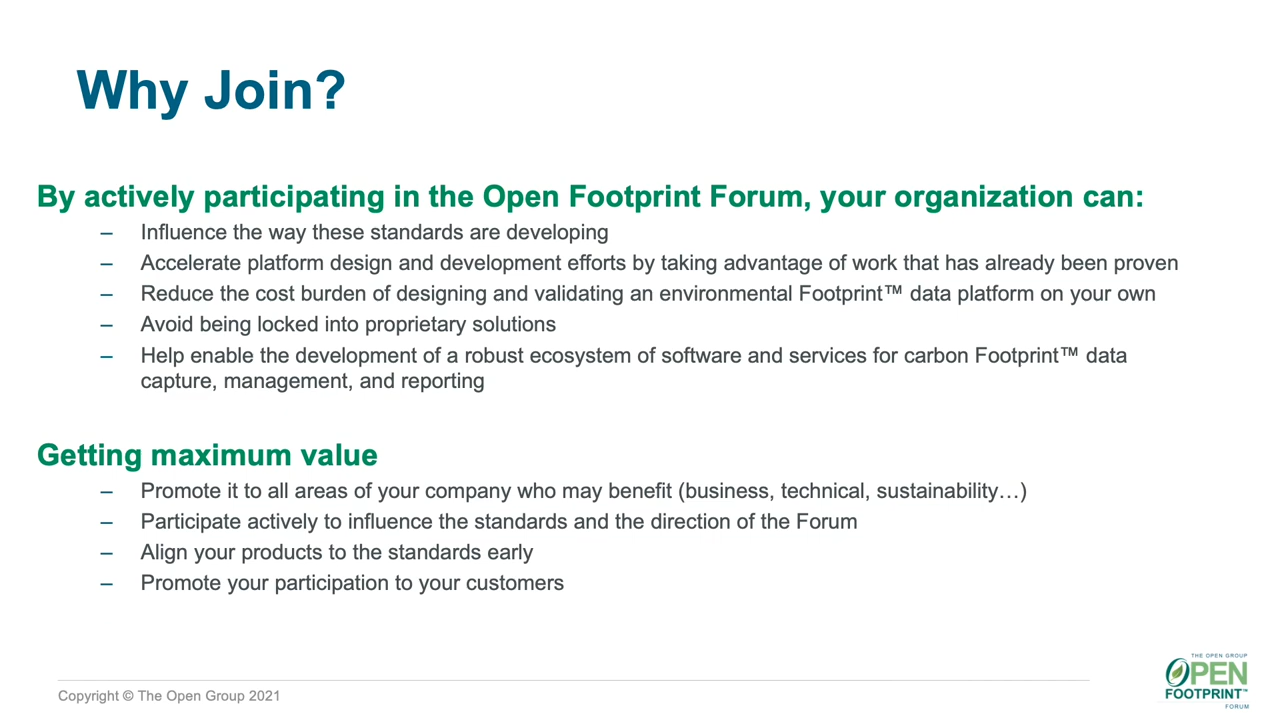 Why Join?
By actively participating in the Open Footprint Forum, your organization can:
– Influence the way these standards are developing
– Accelerate platform design and development efforts by taking advantage of work that has already been proven
– Reduce the cost burden of designing and validating an environmental Footprint™ data platform on your own
– Avoid being locked into proprietary solutions
– Help enable the development of a robust ecosystem of software and services for carbon Footprint™ data
capture, management, and reporting
Getting maximum value
– Promote it to all areas of your company who may benefit (business, technical, sustainability…)
– Participate actively to influence the standards and the direction of the Forum
– Align your products to the standards early
– Promote your participation to your customers
Copyright © The Open Group 2021
THE OPEN GROUP
OPEN
FOOTPRINT™
FORUM